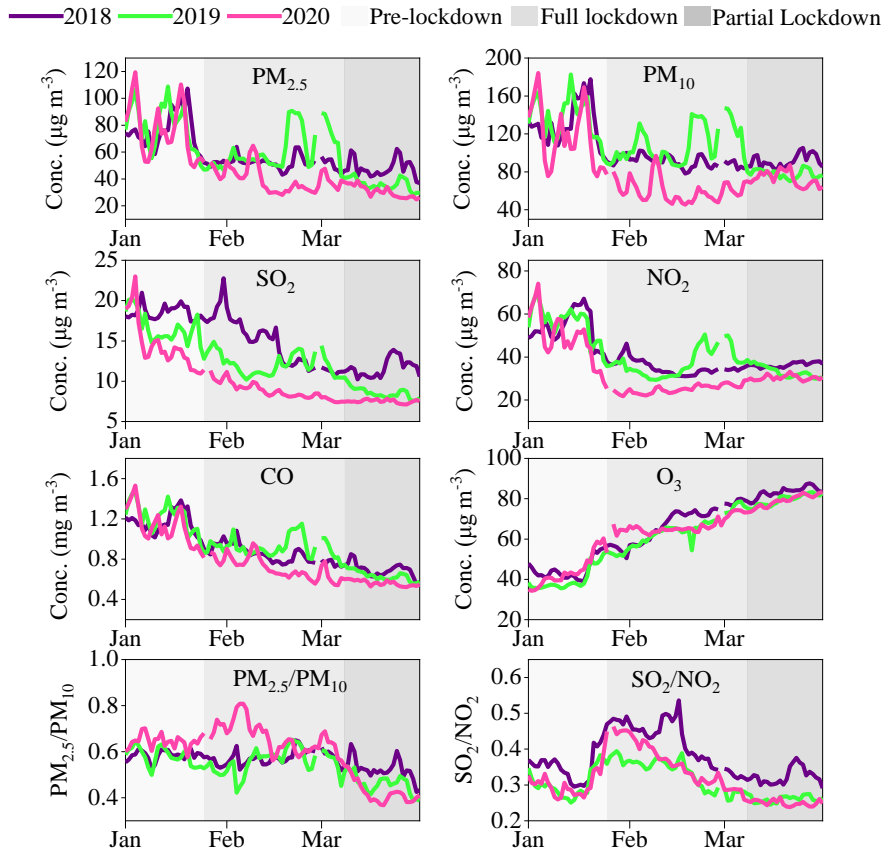 2018 2019 2020 Pre-lockdown Full lockdown Partial Lockdown
PM2.5
Conc. (µg m⁻³)
120
100
80
60
40
20
Jan Feb Mar
PM10
Conc. (µg m⁻³)
200
160
120
80
40
Jan Feb Mar
SO2
Conc. (µg m⁻³)
25
20
15
10
5
Jan Feb Mar
NO2
Conc. (µg m⁻³)
80
60
40
20
Jan Feb Mar
CO
Conc. (mg m⁻³)
1.6
1.2
0.8
0.4
Jan Feb Mar
O3
Conc. (µg m⁻³)
100
80
60
40
20
Jan Feb Mar
PM2.5/PM10
PM2.5/PM10
1.0
0.8
0.6
0.4
Jan Feb Mar
SO2/NO2
SO2/NO2
0.6
0.5
0.4
0.3
0.2
Jan Feb Mar